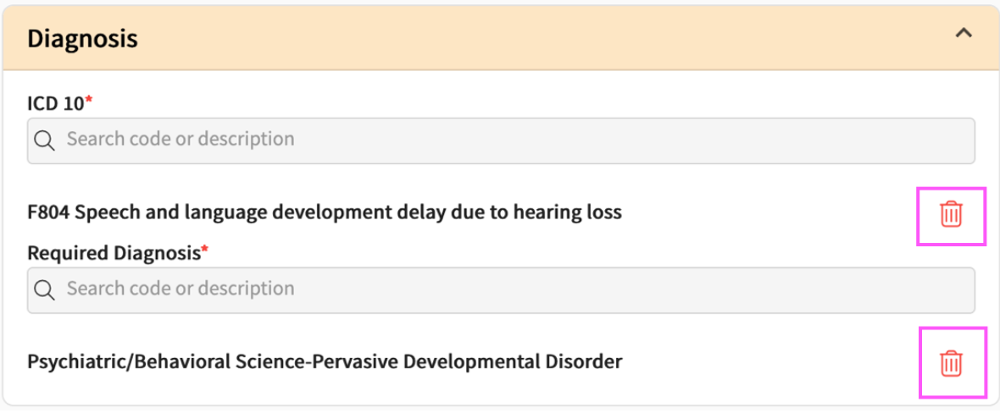 Diagnosis
ICD 10*
Search code or description
F804 Speech and language development delay due to hearing loss
Required Diagnosis*
Search code or description
Psychiatric/Behavioral Science-Pervasive Developmental Disorder